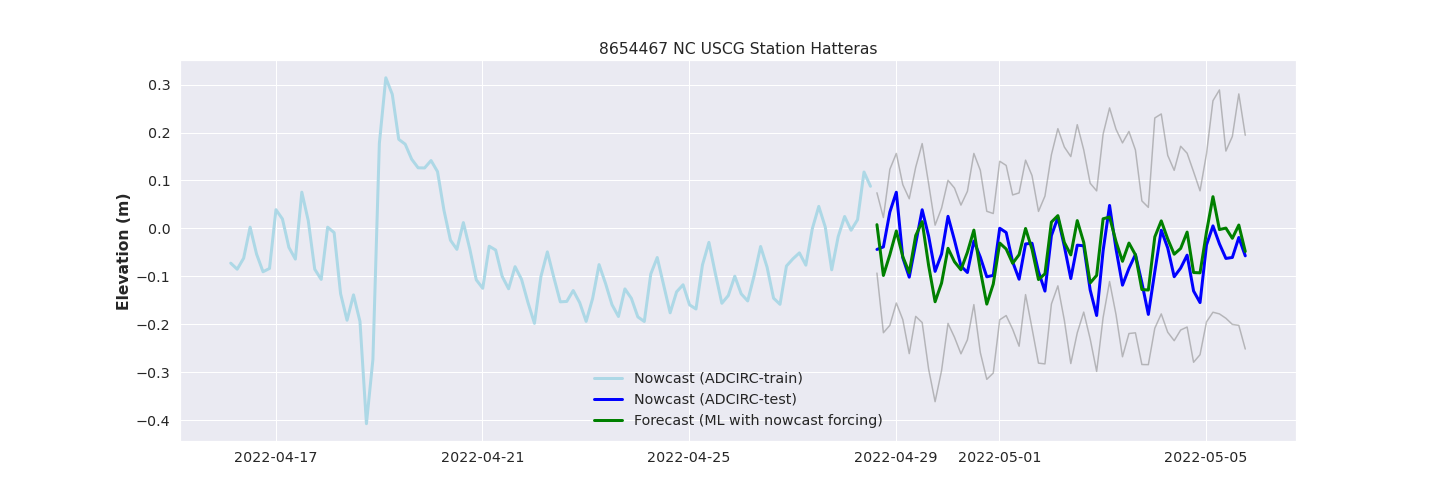 8654467 NC USCG Station Hatteras
Elevation (m)
0.3
0.2
0.1
0.0
−0.1
−0.2
−0.3
−0.4
Nowcast (ADCIRC-train)
Nowcast (ADCIRC-test)
Forecast (ML with nowcast forcing)
2022-04-17 2022-04-21 2022-04-25 2022-04-29 2022-05-01 2022-05-05